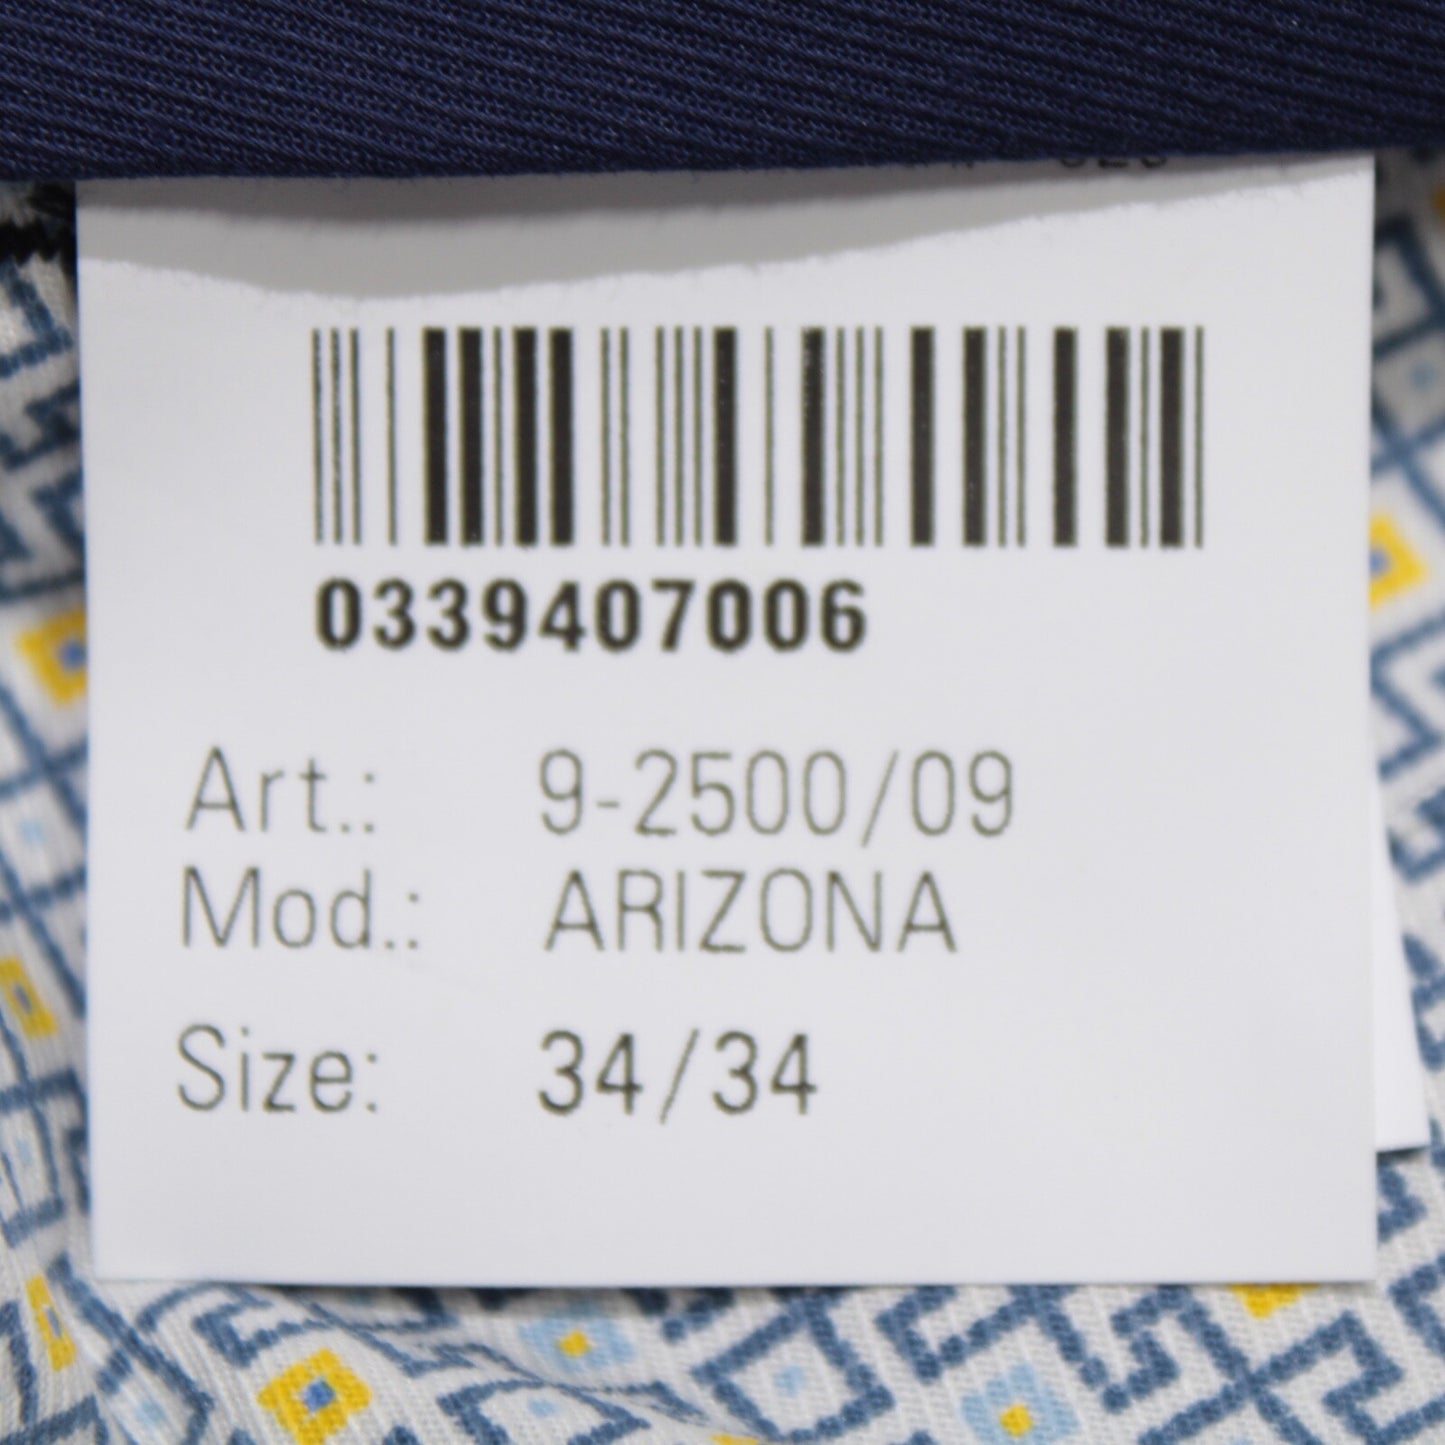 0339407006
Art.: 9-2500/09
Mod.: ARIZONA
Size: 34/34